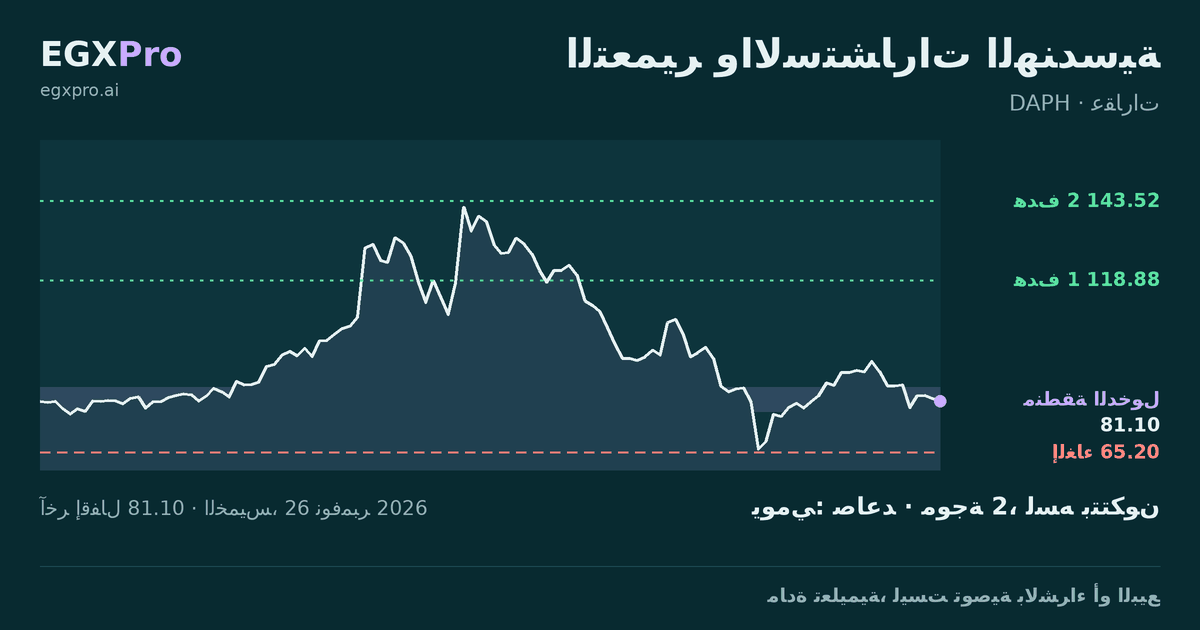 EGXPro
egxpro.ai
التعمير والاستشارات الهندسية
DAPH · عقارات
هدف 2 143.52
هدف 1 118.88
منطقة الدخول
81.10
إلغاء 65.20
يومي: صاعد · موجة 2، لسه بتتكون
آخر إقفال 81.10 · الخميس، 26 نوفمبر 2026
مادة تعليمية، ليست توصية بالشراء أو البيع